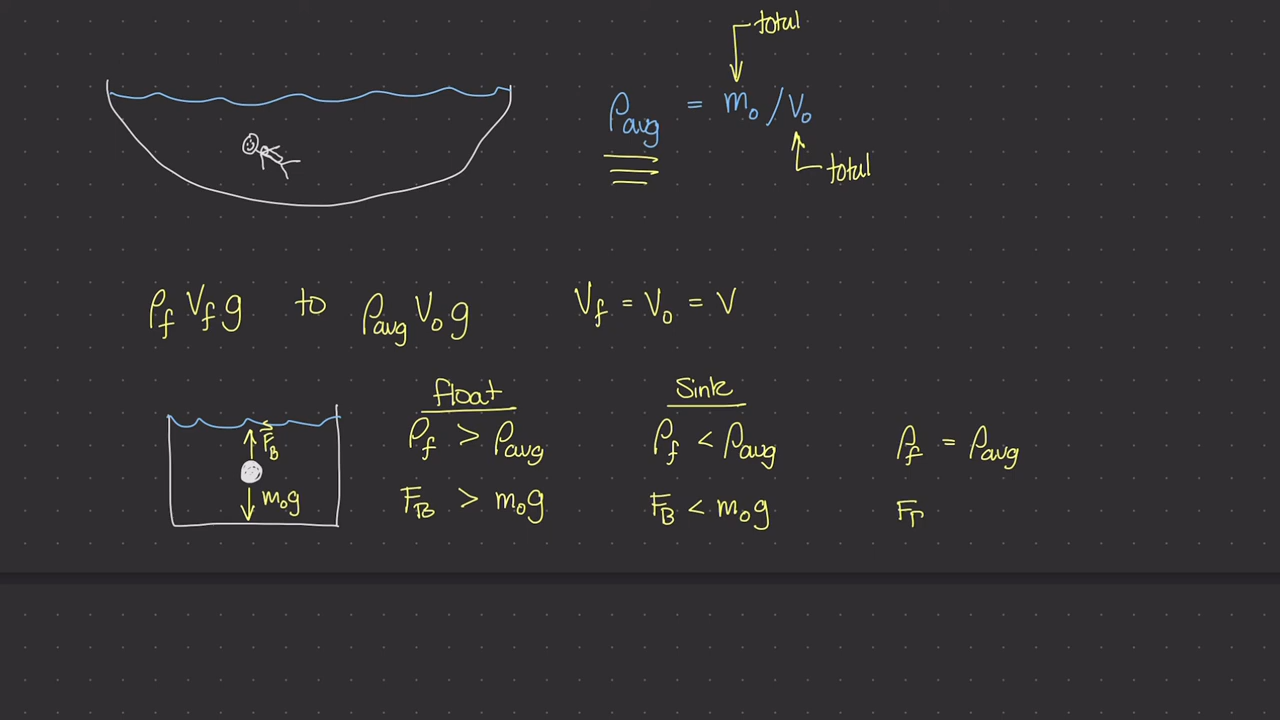 total
ρavg = m₀ / V₀
total
ρf Vf g to ρavg V₀ g Vf = V₀ = V
float Sink
ρf > ρavg ρf < ρavg ρf = ρavg
F⃗B
m₀g
FB > m₀g FB < m₀g F